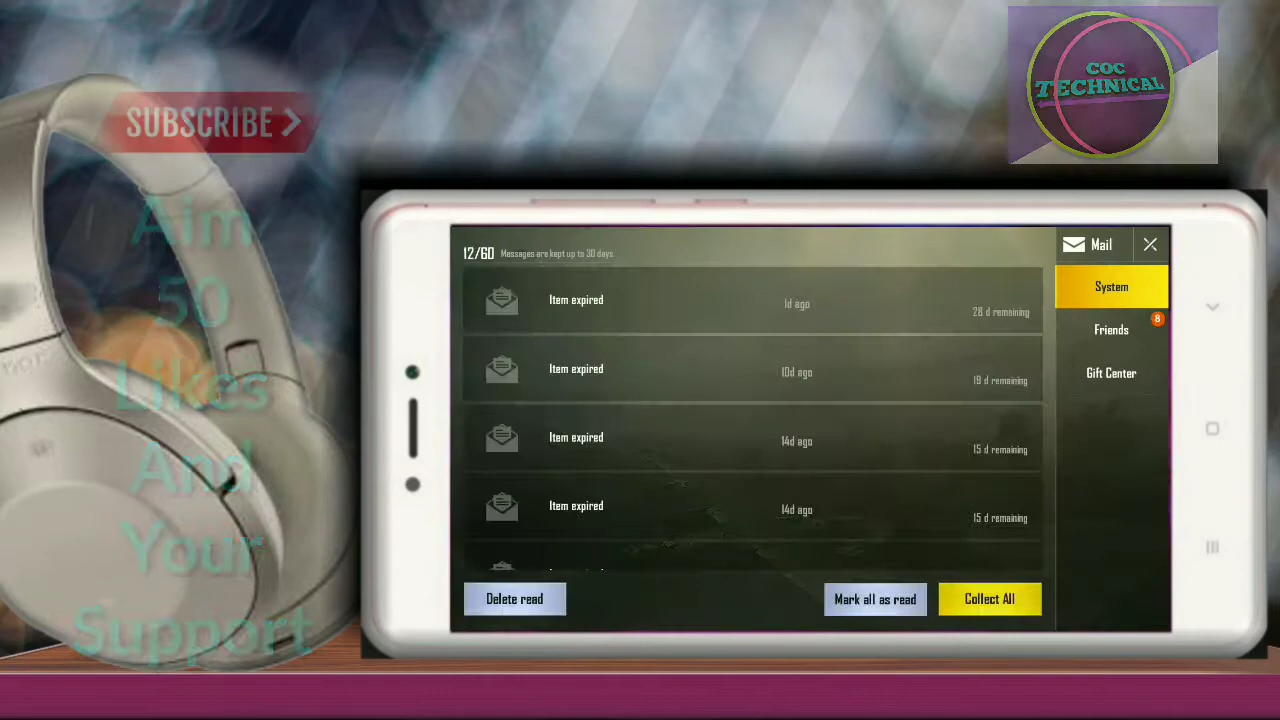 SUBSCRIBE
COC
TECHNICAL
Aim
50
Likes
And
Your
Support
12/60 Messages are kept up to 30 days.
Mail
System
Item expired 1d ago 28 d remaining
8
Friends
Item expired 10d ago 19 d remaining
Gift Center
Item expired 14d ago 15 d remaining
Item expired 14d ago 15 d remaining
Delete read
Mark all as read
Collect All